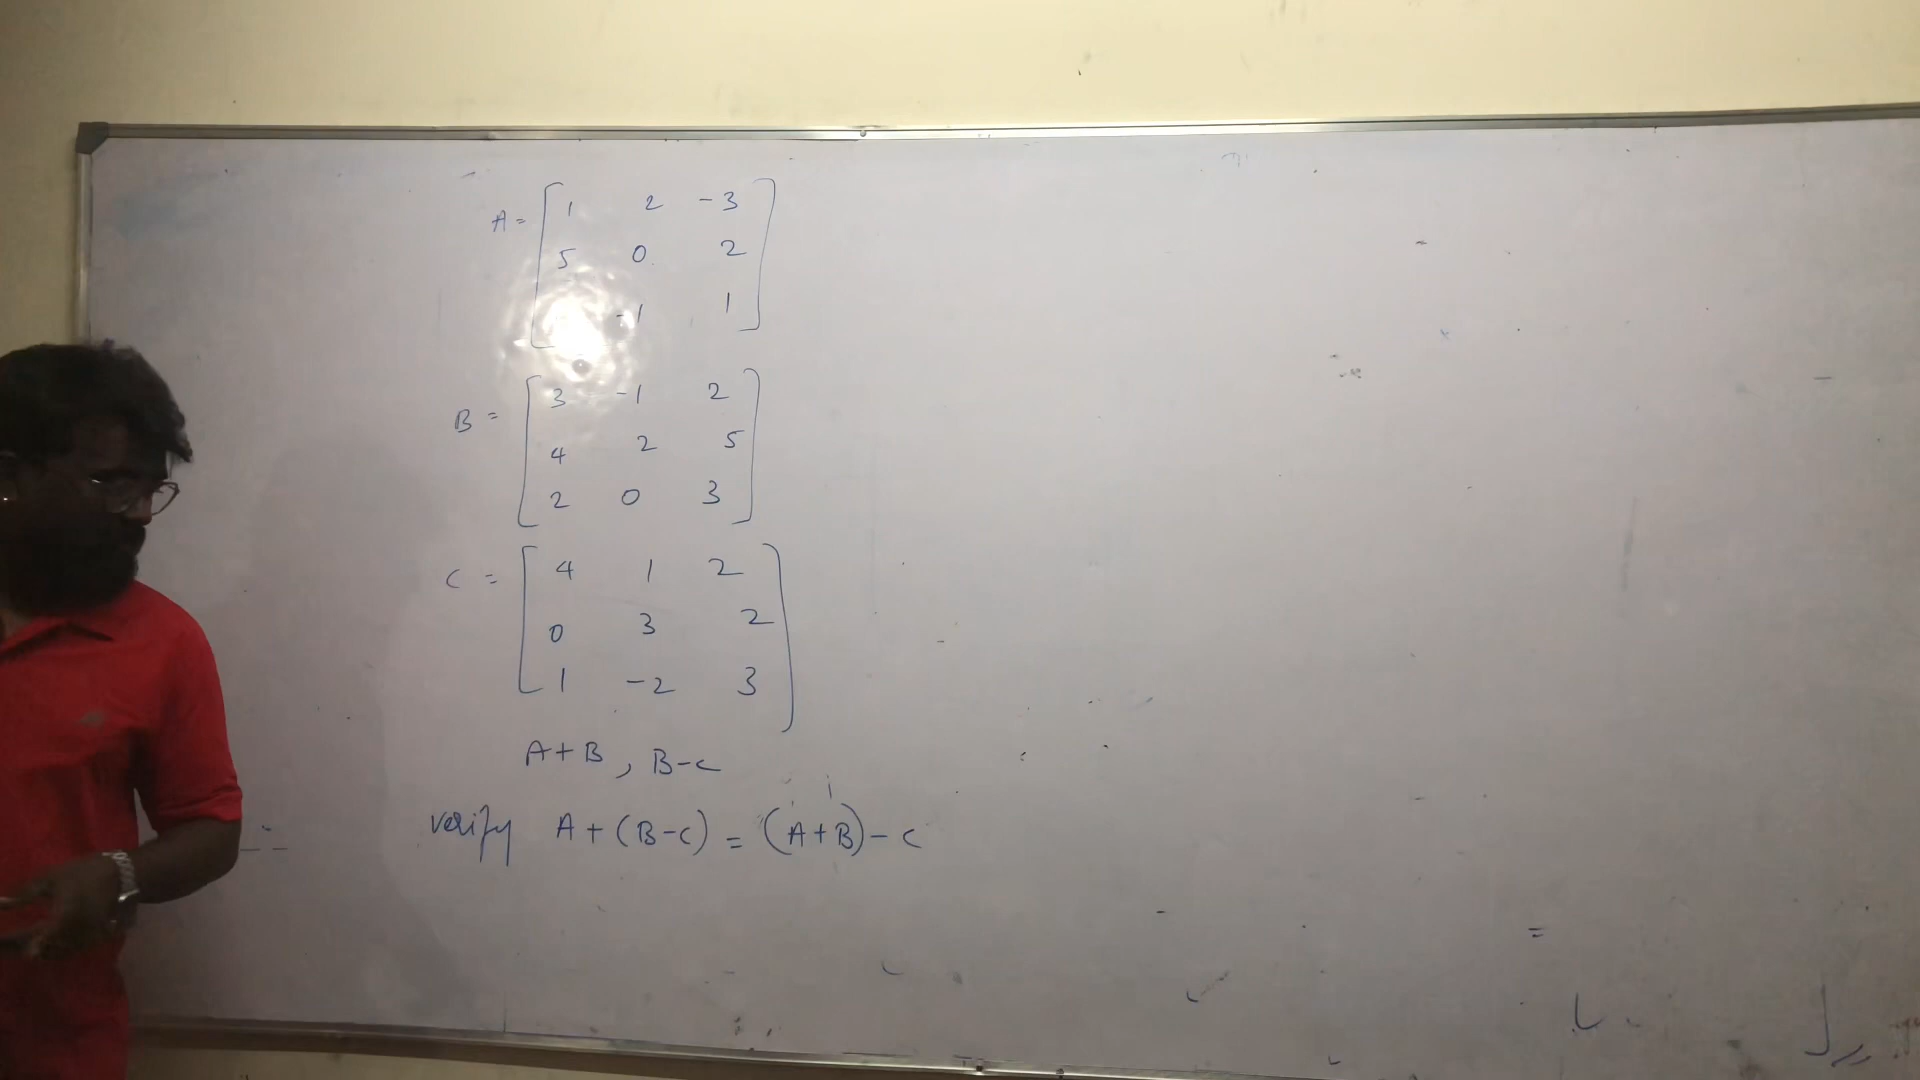 A = [ 1 2 -3
5 0 2
-1 1 ]
B = [ 3 -1 2
4 2 5
2 0 3 ]
C = [ 4 1 2
0 3 2
1 -2 3 ]
A+B , B-C
verify A + (B-C) = (A+B) - C